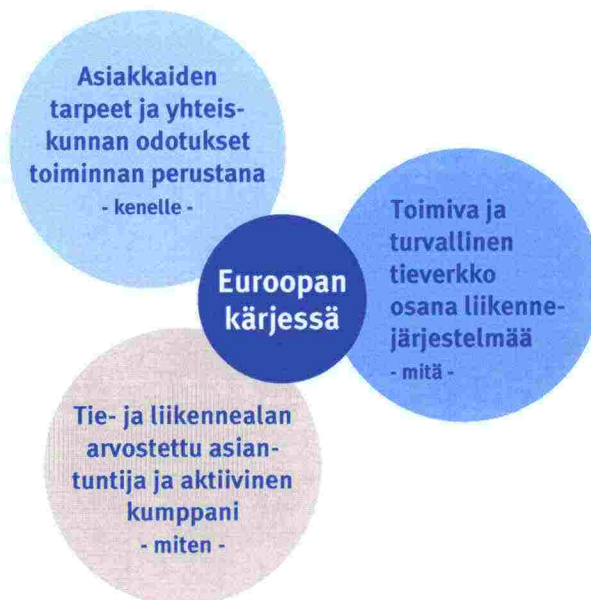 Asiakkaiden
tarpeet ja yhteis-
kunnan odotukset
toiminnan perustana
- kenelle -
Toimiva ja
turvallinen
tieverkko
osana liikenne-
järjestelmää
- mitä -
Euroopan
kärjessä
Tie- ja liikennealan
arvostettu asian-
tuntija ja aktiivinen
kumppani
- miten -